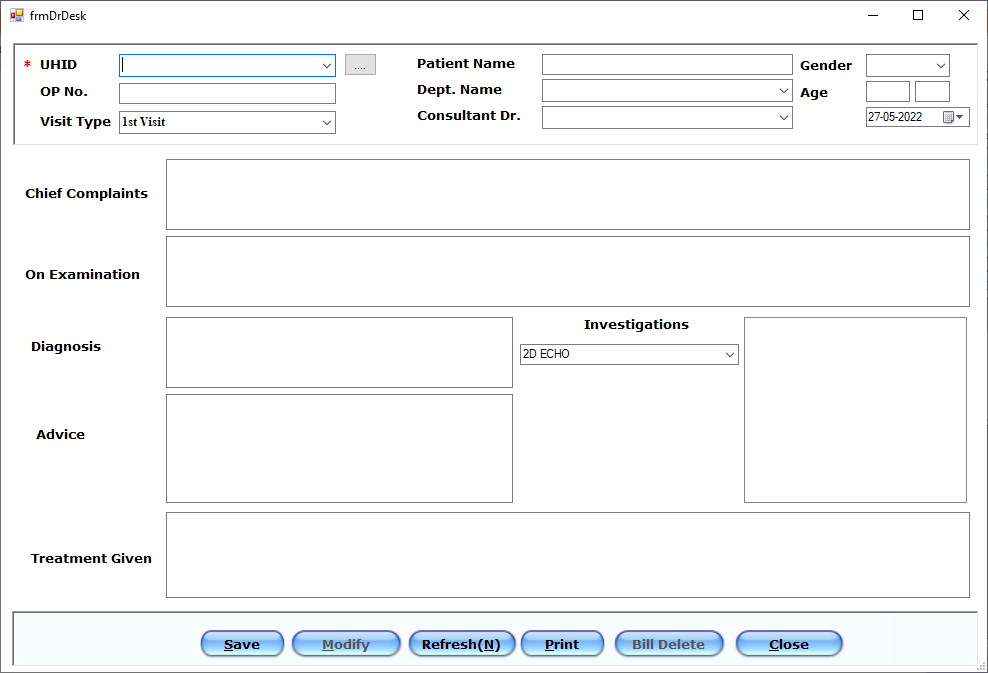 frmDrDesk
* UHID .... Patient Name Gender
OP No. Dept. Name Age
Visit Type 1st Visit Consultant Dr. 27-05-2022
Chief Complaints
On Examination
Diagnosis Investigations
2D ECHO
Advice
Treatment Given
Save Modify Refresh(N) Print Bill Delete Close